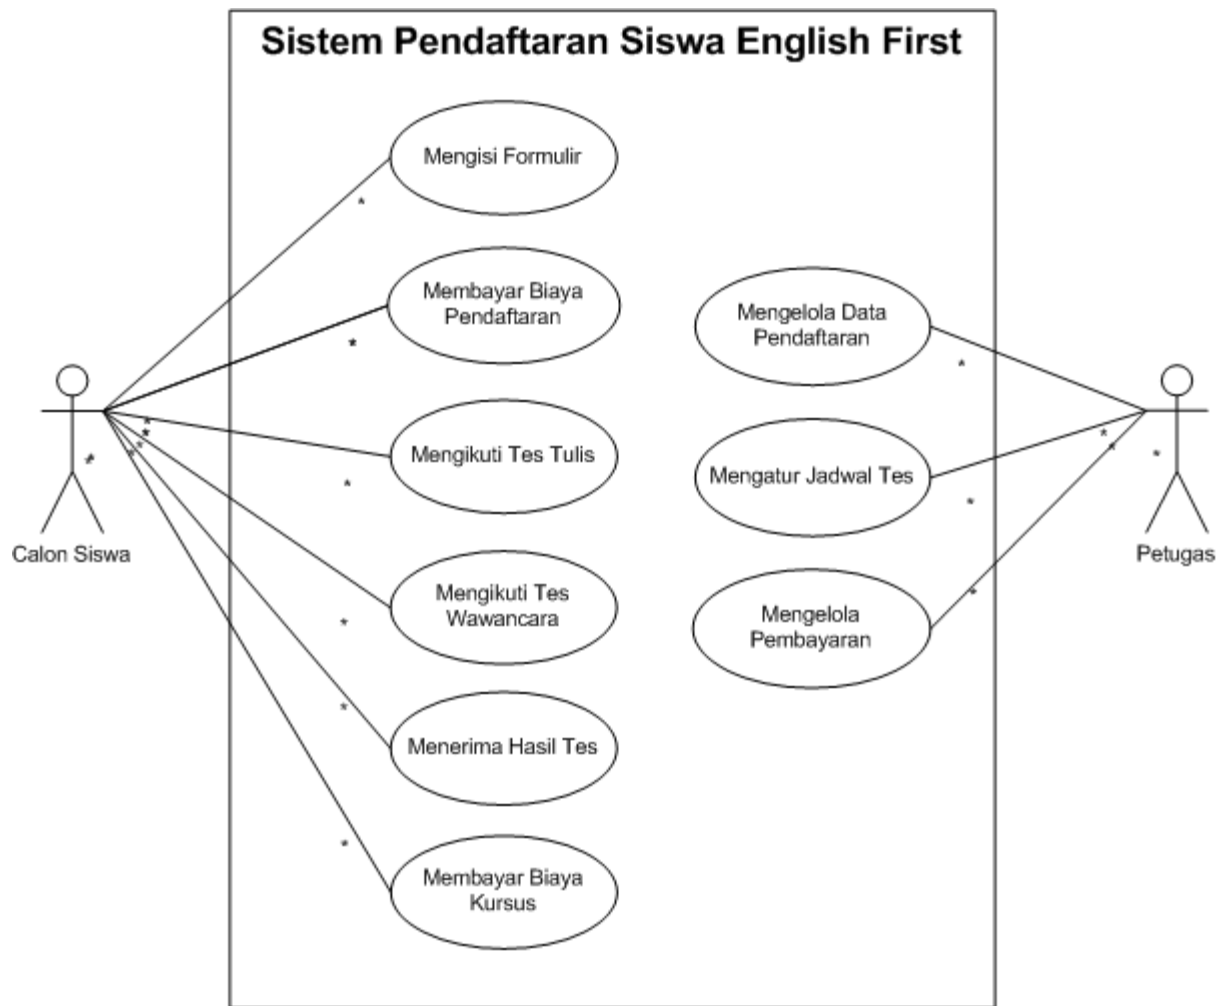 Sistem Pendaftaran Siswa English First
Mengisi Formulir
*
Membayar Biaya
Pendaftaran
*
Mengikuti Tes Tulis
*
Mengikuti Tes
Wawancara
*
Menerima Hasil Tes
*
Membayar Biaya
Kursus
*
*
*
*
*
*
Calon Siswa
Mengelola Data
Pendaftaran
*
Mengatur Jadwal Tes
*
Mengelola
Pembayaran
*
*
*
*
Petugas